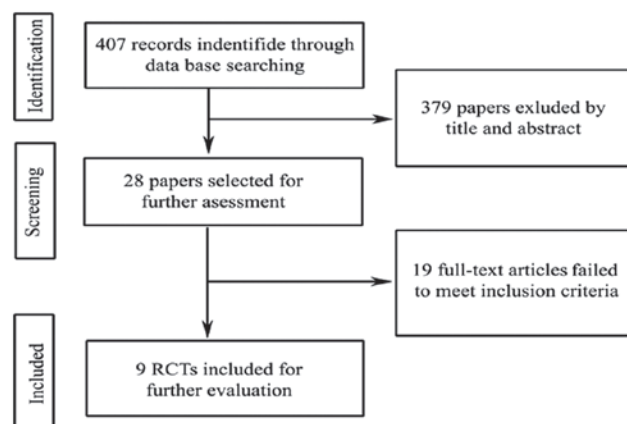 Identification
407 records indentifide through
data base searching
379 papers exluded by
title and abstract
Screening
28 papers selected for
further asessment
19 full-text articles failed
to meet inclusion criteria
Included
9 RCTs included for
further evaluation